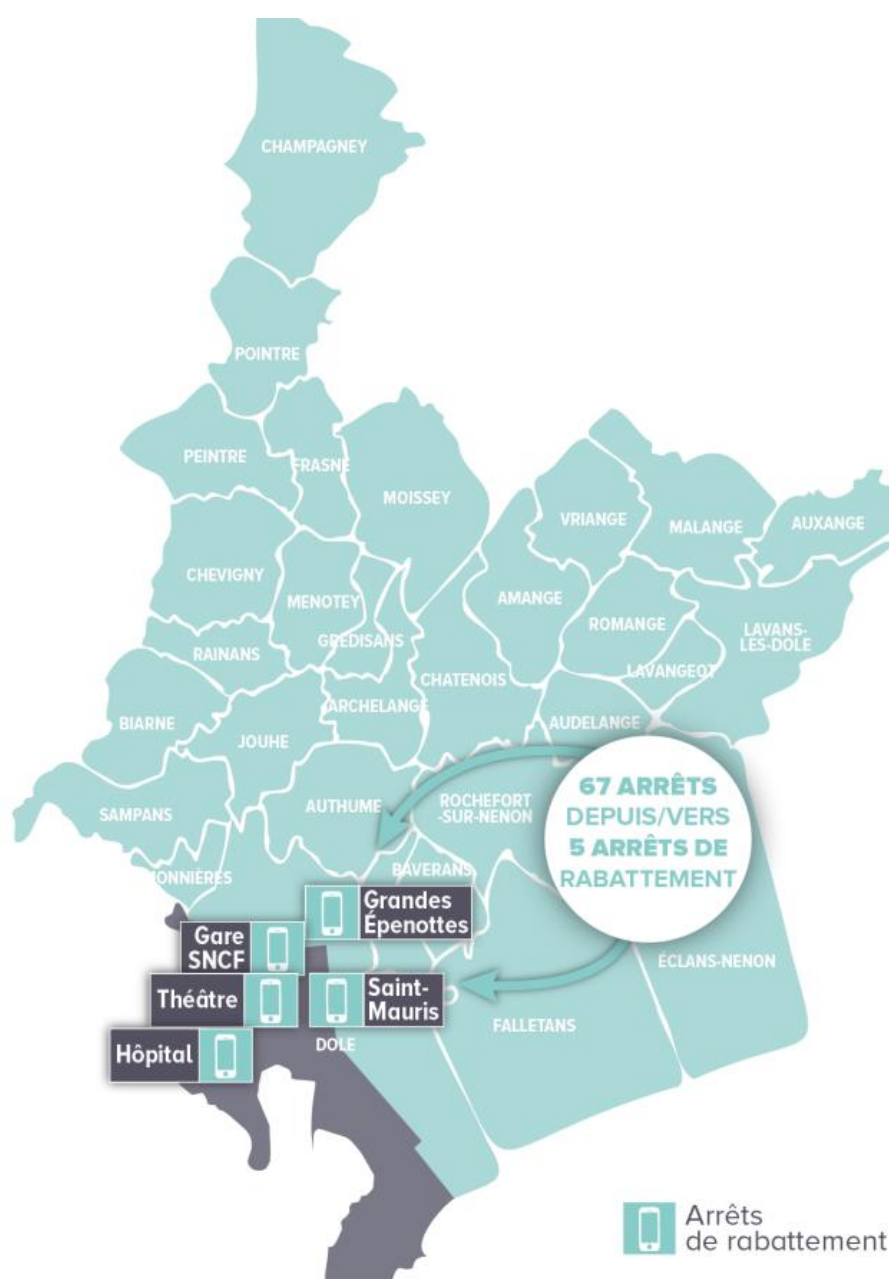 CHAMPAGNEY
POINTRE
PEINTRE
FRASNE
MOISSEY
VRIANGE
MALANGE
AUXANGE
CHEVIGNY
MENOTEY
AMANGE
ROMANGE
LAVANS-
LES-DOLE
GREDISANS
RAINANS
CHATENOIS
LAVANGEOT
ARCHELANGE
BIARNE
JOUHE
AUDELANGE
SAMPANS
AUTHUME
ROCHEFORT
-SUR-NENON
67 ARRÊTS
DEPUIS/VERS
5 ARRÊTS DE
RABATTEMENT
MONNIÈRES
BAVERANS
Grandes
Épenottes
Gare
SNCF
ÉCLANS-NENON
Théâtre
Saint-
Mauris
FALLETANS
Hôpital
DOLE
Arrêts
de rabattement